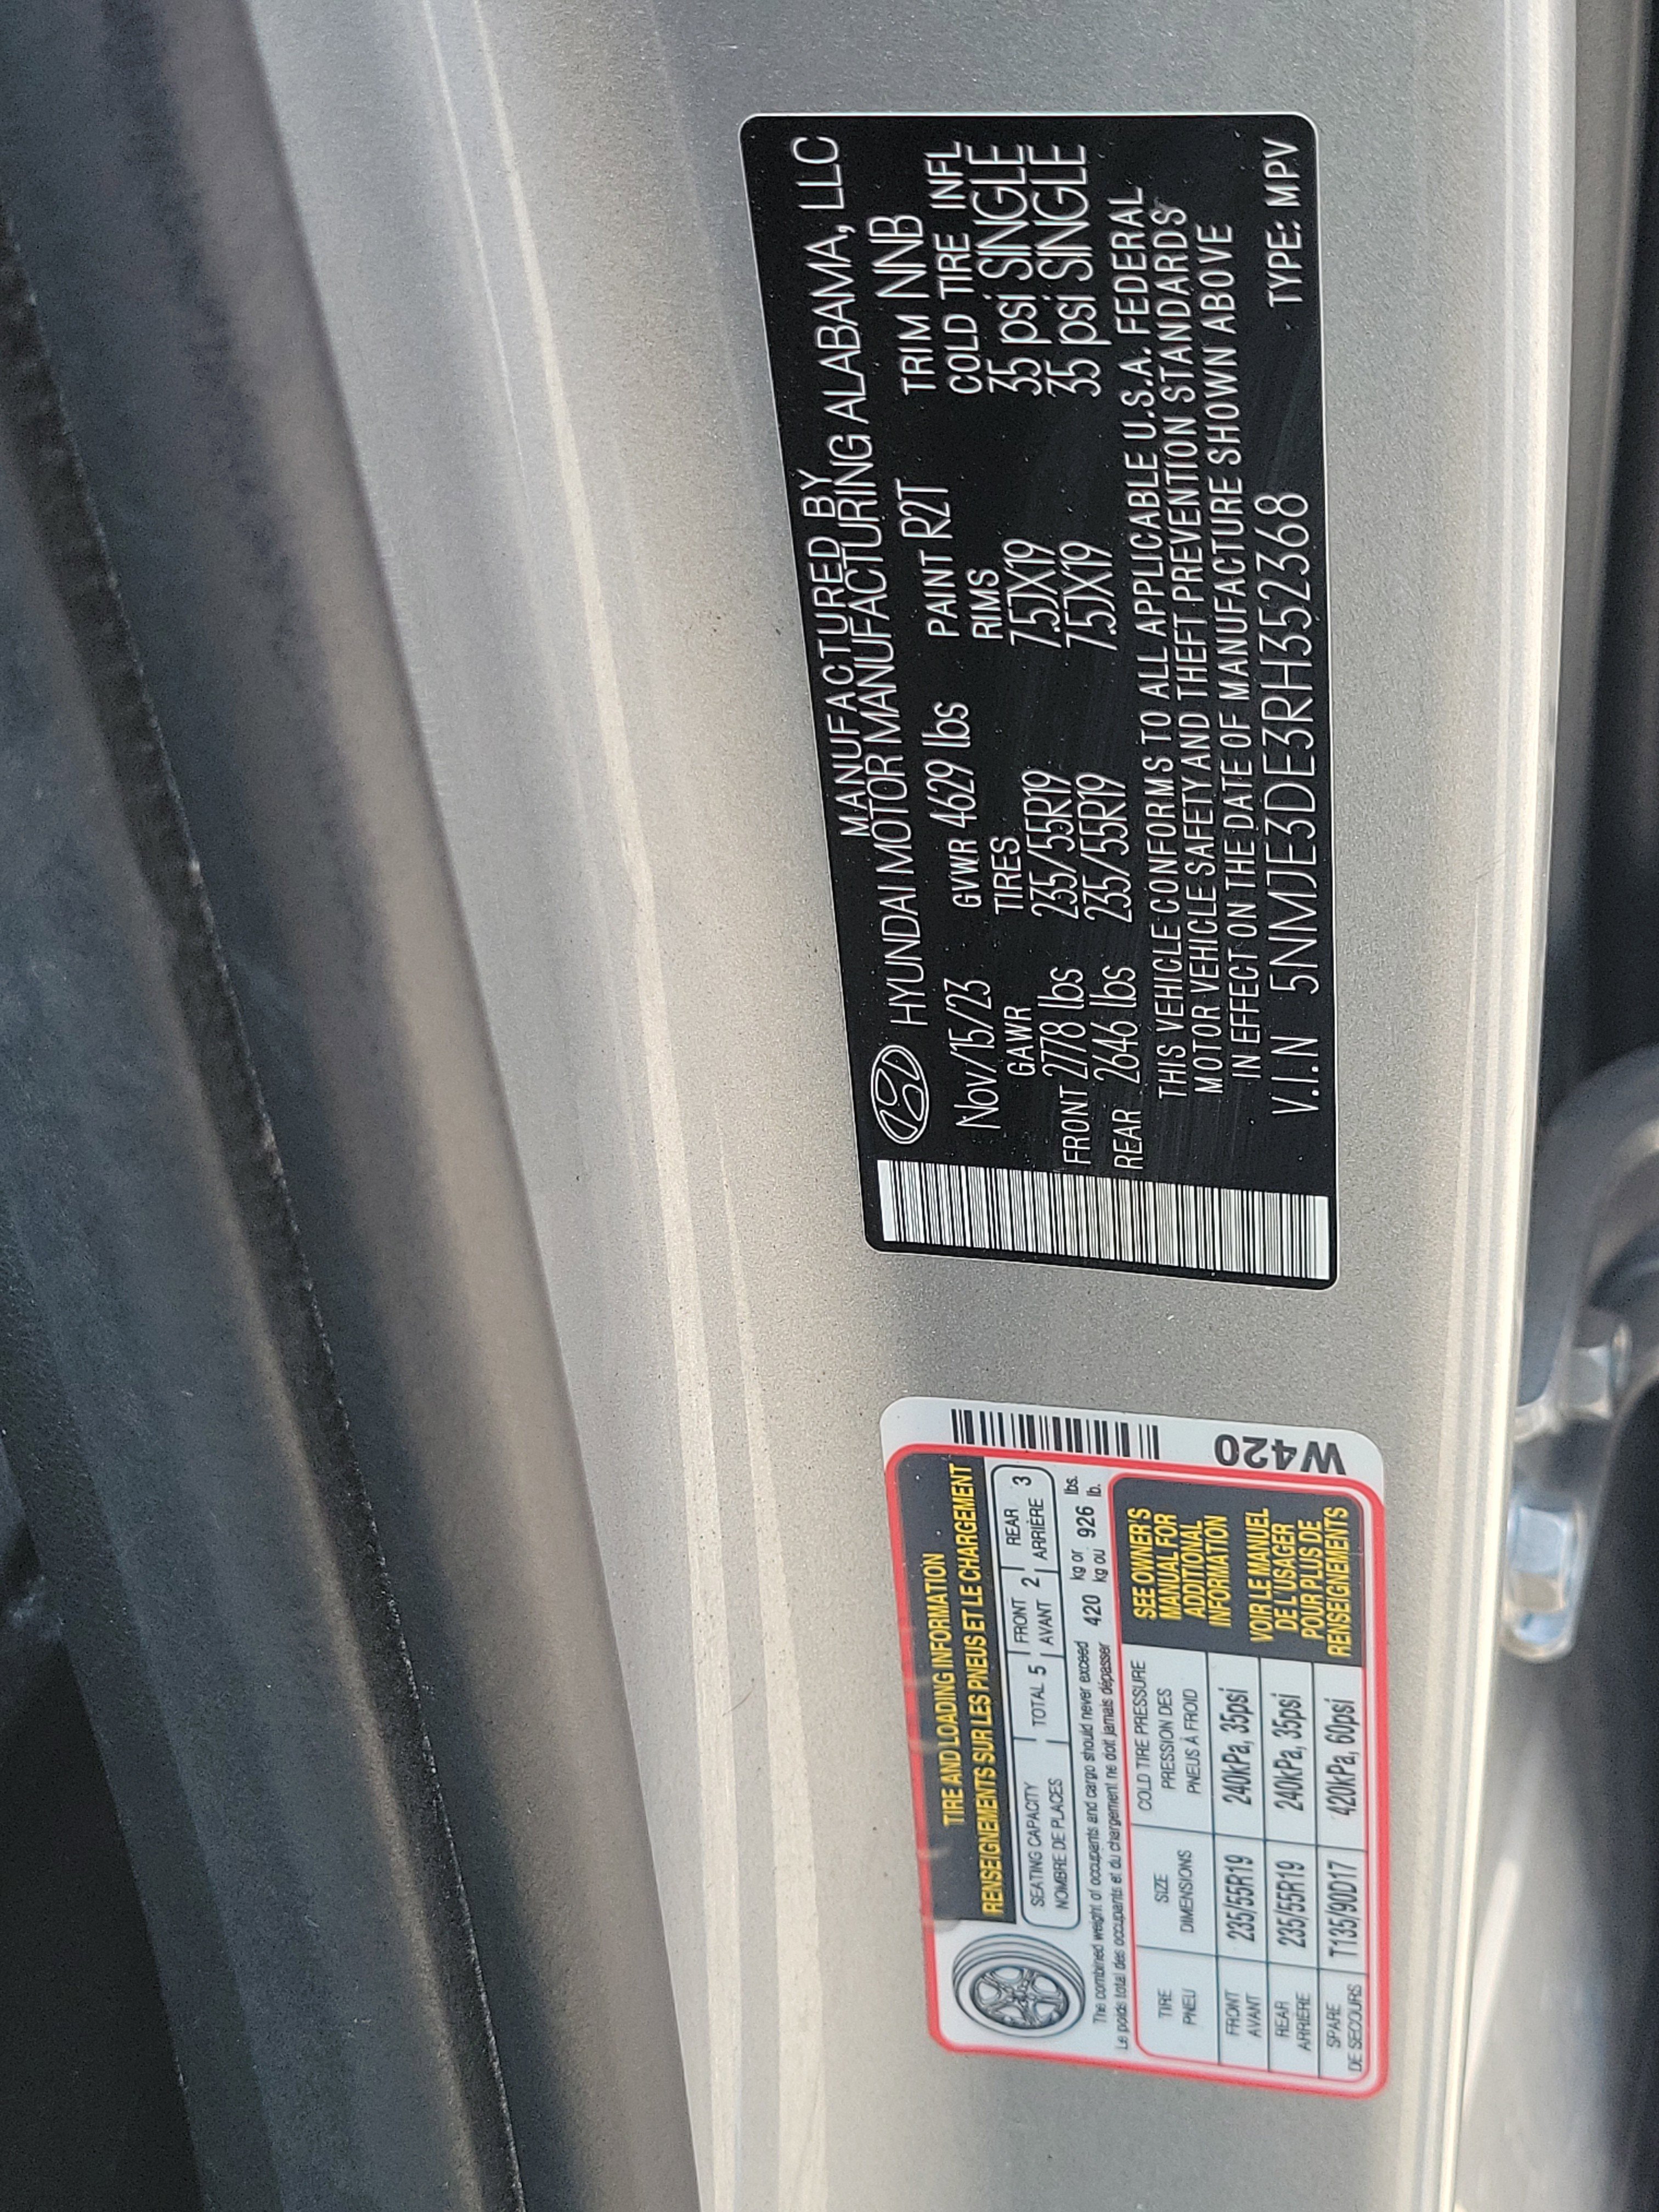 MANUFACTURED BY
HYUNDAI MOTOR MANUFACTURING ALABAMA, LLC
Nov/15/23 GVWR 4629 lbs PAINT R2T TRIM NNB
GAWR TIRES RIMS COLD TIRE INFL
FRONT 2778 lbs 235/55R19 7.5JX19 35 psi SINGLE
REAR 2646 lbs 235/55R19 7.5JX19 35 psi SINGLE
THIS VEHICLE CONFORMS TO ALL APPLICABLE U.S.A. FEDERAL
MOTOR VEHICLE SAFETY AND THEFT PREVENTION STANDARDS
IN EFFECT ON THE DATE OF MANUFACTURE SHOWN ABOVE
V.I.N 5NMJE3DE3RH352368 TYPE: MPV
TIRE AND LOADING INFORMATION
RENSEIGNEMENTS SUR LES PNEUS ET LE CHARGEMENT
SEATING CAPACITY
NOMBRE DE PLACES
TOTAL 5
FRONT
AVANT 2
REAR
ARRIÈRE 3
The combined weight of occupants and cargo should never exceed 420 kg or 926 lbs.
Le poids total des occupants et du chargement ne doit jamais dépasser kg ou lb.
TIRE
PNEU
SIZE
DIMENSIONS
COLD TIRE PRESSURE
PRESSION DES
PNEUS À FROID
FRONT
AVANT
235/55R19 240kPa, 35psi
REAR
ARRIÈRE
235/55R19 240kPa, 35psi
SPARE
DE SECOURS
T135/90D17 420kPa, 60psi
SEE OWNER'S
MANUAL FOR
ADDITIONAL
INFORMATION
VOIR LE MANUEL
DE L'USAGER
POUR PLUS DE
RENSEIGNEMENTS
W420